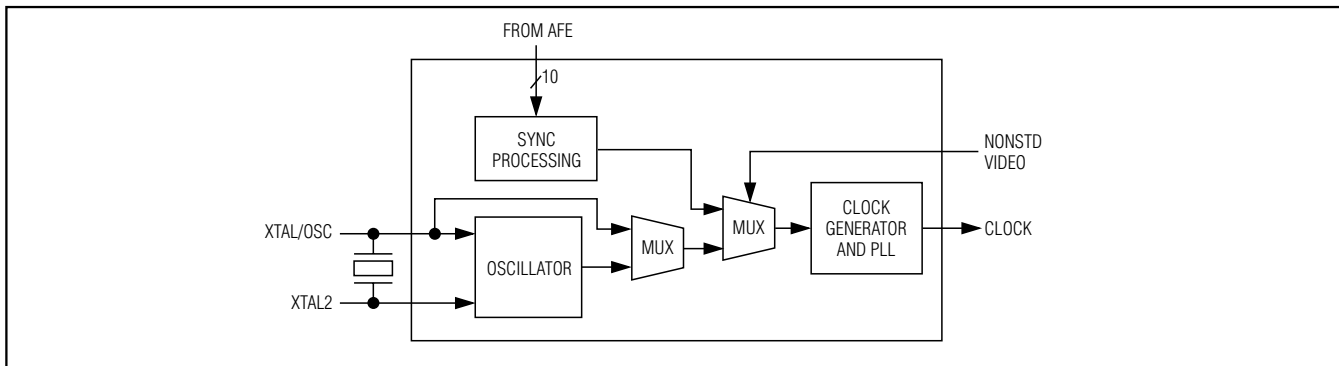 FROM AFE
10
SYNC
PROCESSING
NONSTD
VIDEO
CLOCK
GENERATOR
AND PLL
MUX
MUX
XTAL/OSC
CLOCK
OSCILLATOR
XTAL2